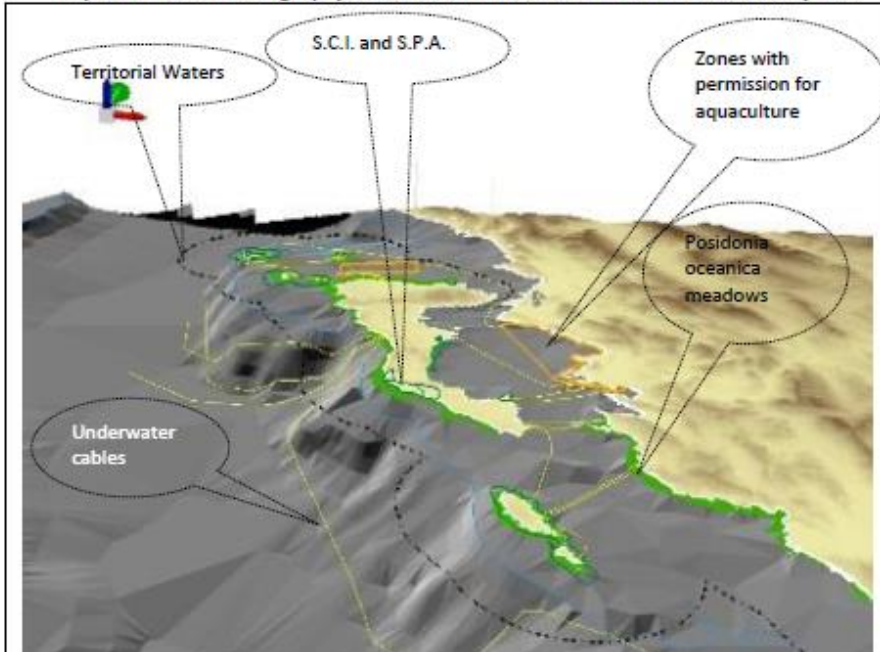 S.C.I. and S.P.A.
Territorial Waters
Zones with
permission for
aquaculture
Posidonia
oceanica
meadows
Underwater
cables